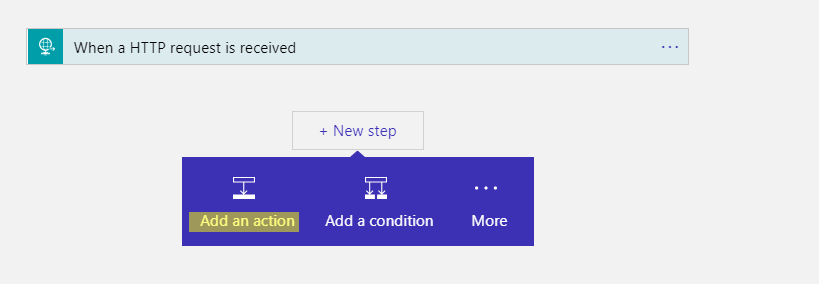 When a HTTP request is received
+ New step
Add an action
Add a condition
More